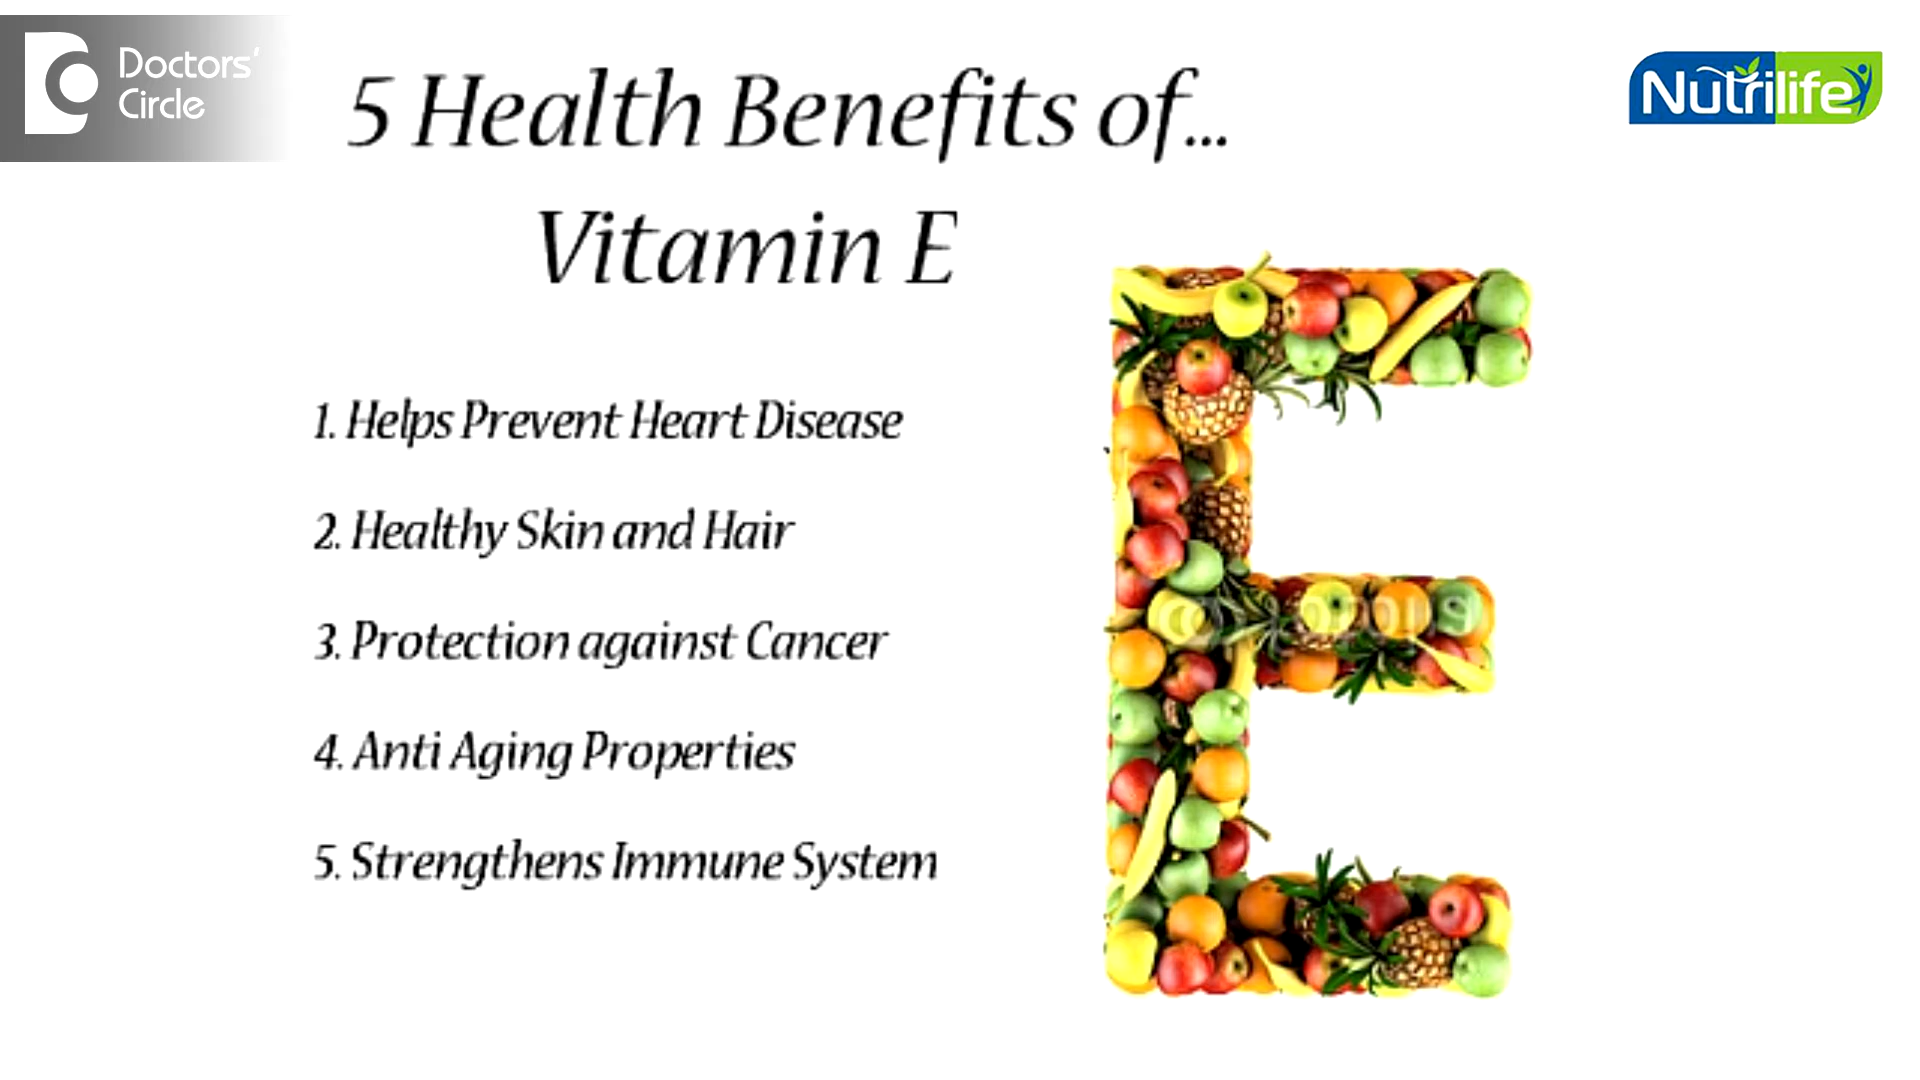 Doctors'
Circle
Nutrilife
5 Health Benefits of...
Vitamin E
1. Helps Prevent Heart Disease
2. Healthy Skin and Hair
3. Protection against Cancer
4. Anti Aging Properties
5. Strengthens Immune System